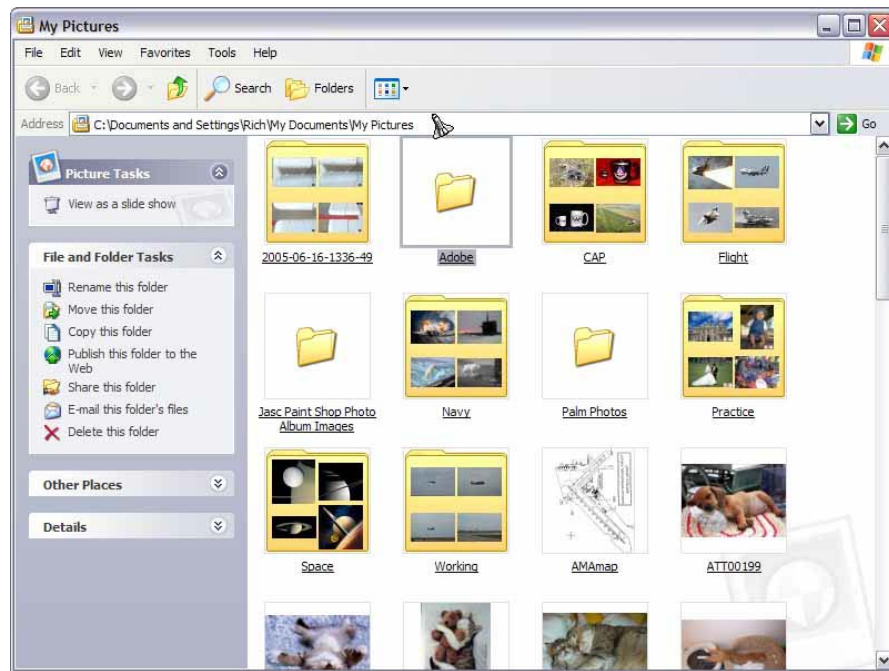 My Pictures
File Edit View Favorites Tools Help
Back Search Folders
Address C:\Documents and Settings\Rich\My Documents\My Pictures Go
Picture Tasks
View as a slide show
File and Folder Tasks
Rename this folder
Move this folder
Copy this folder
Publish this folder to the
Web
Share this folder
E-mail this folder's files
Delete this folder
Other Places
Details
2005-06-16-1336-49 Adobe CAP Flight
Jasc Paint Shop Photo
Album Images
Navy Palm Photos Practice
Space Working AMAmap ATT00199